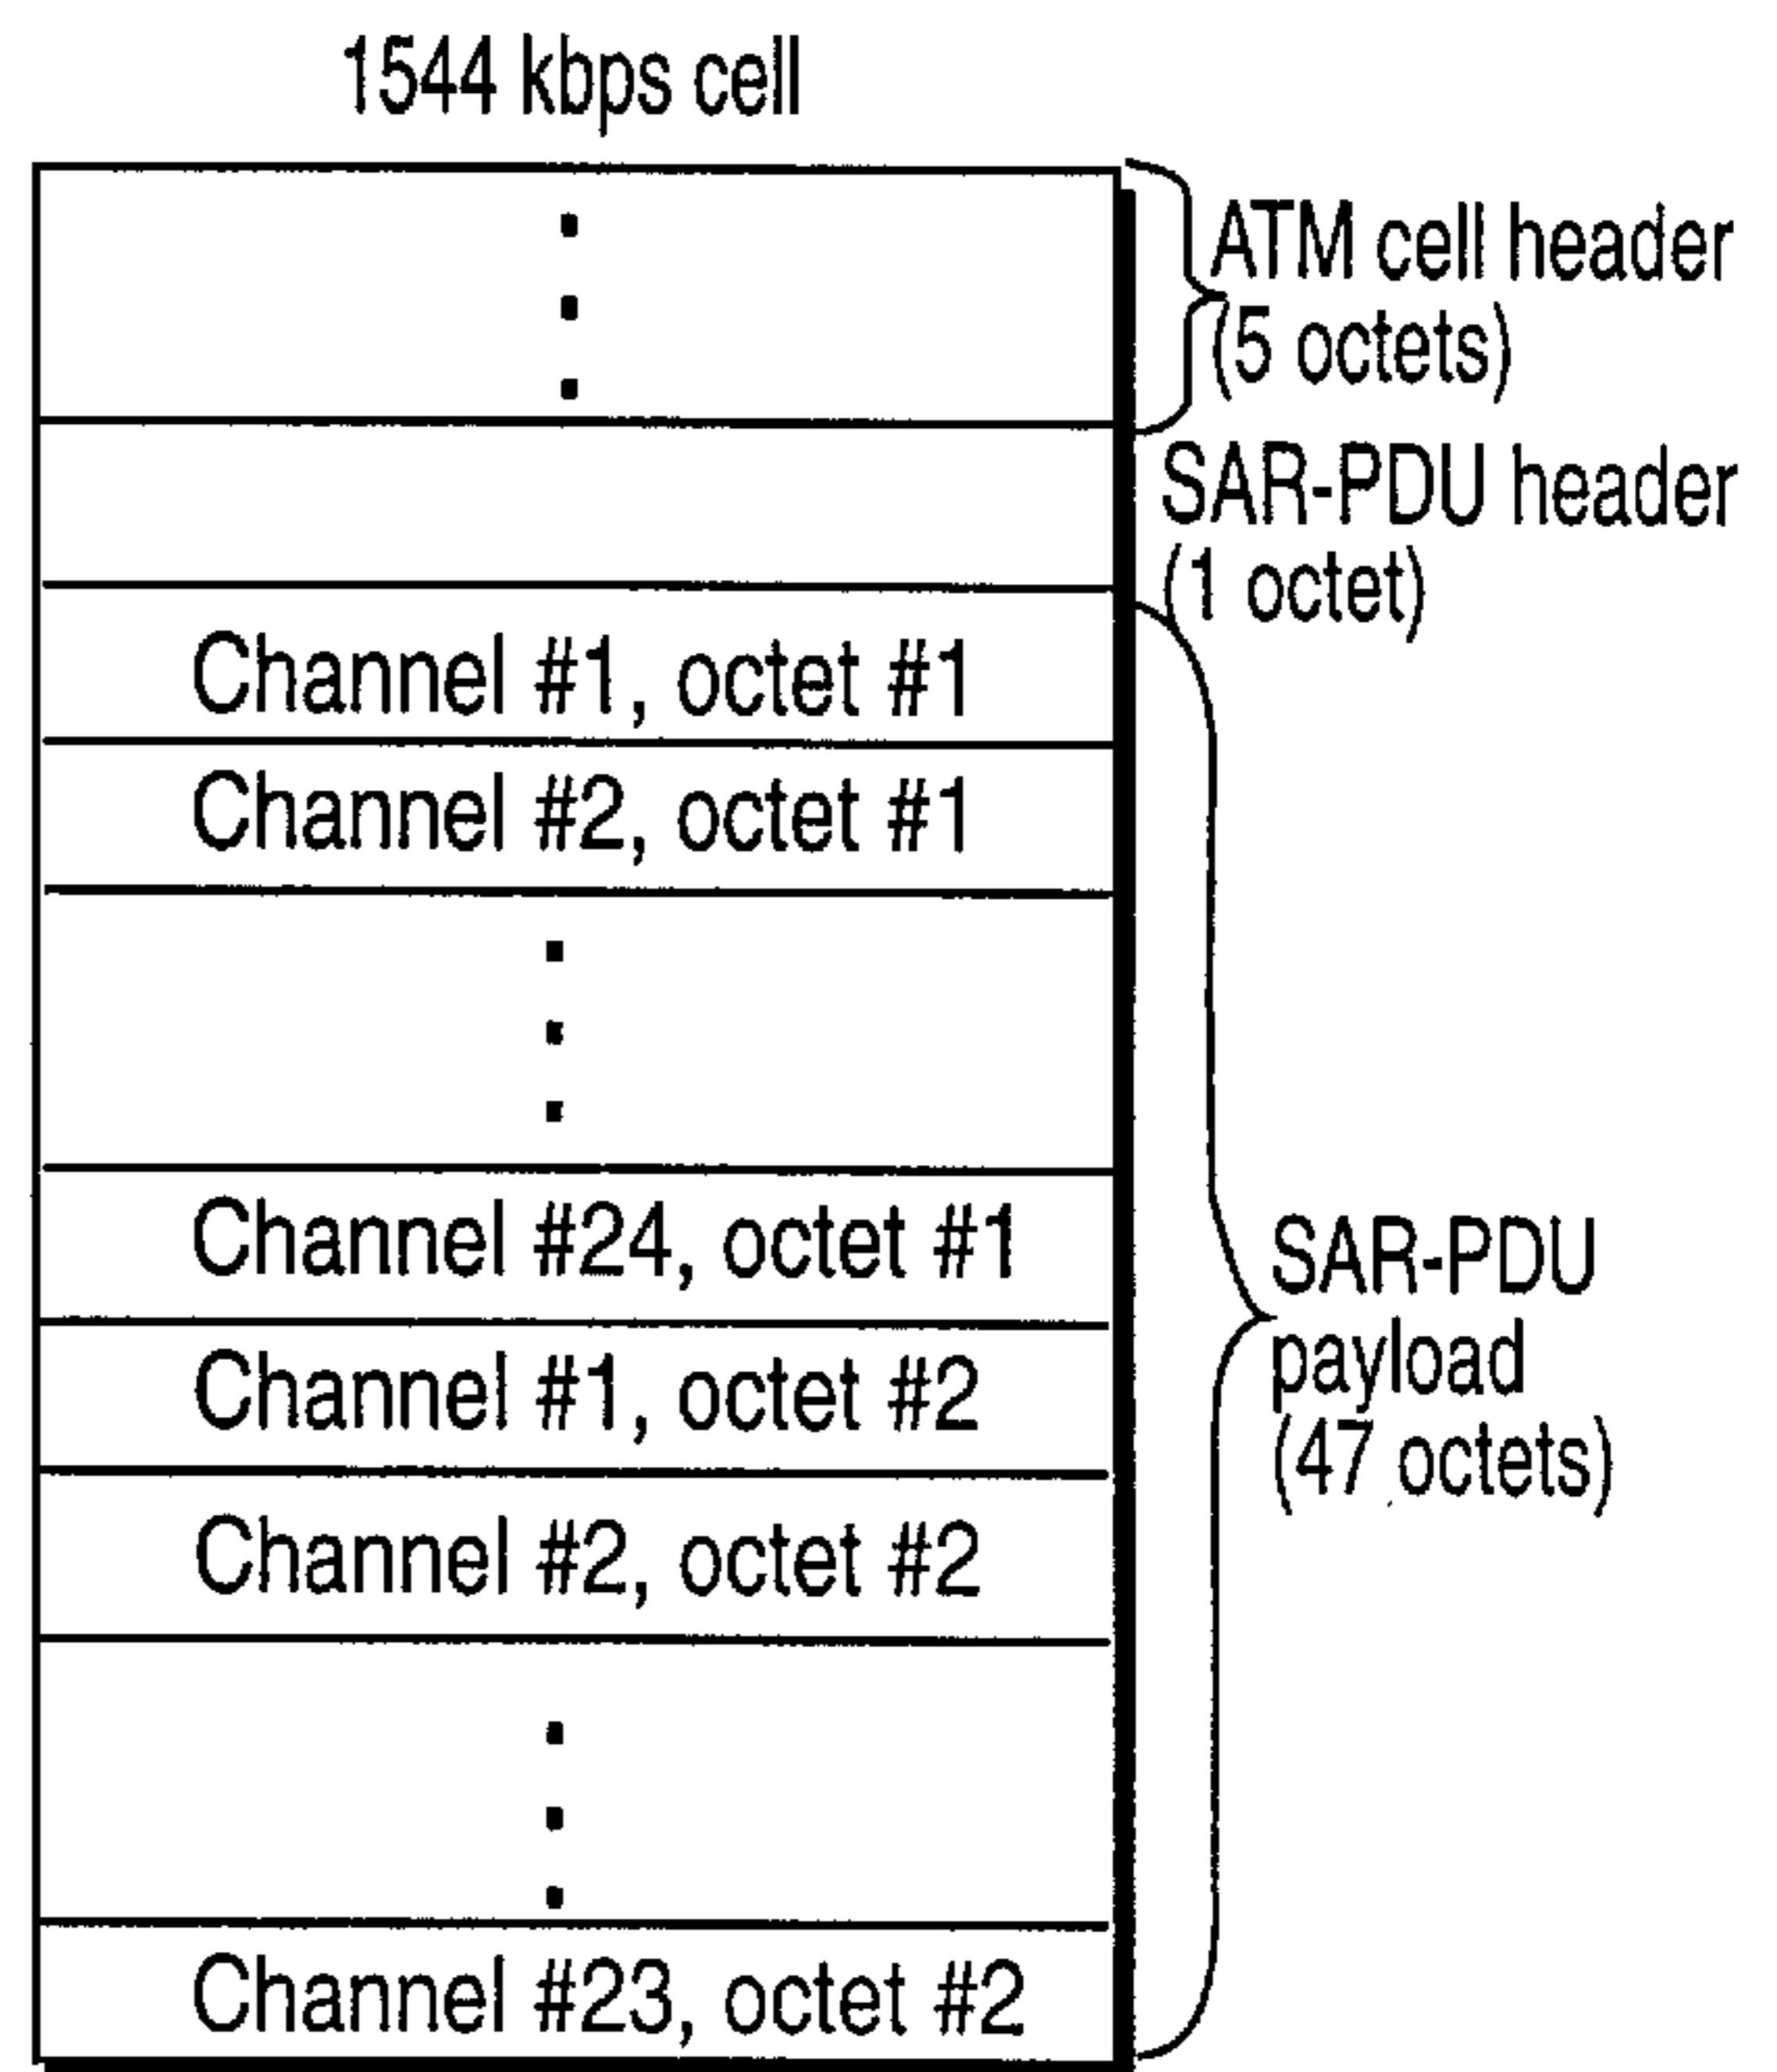 1544 kbps cell
ATM cell header
(5 octets)
SAR-PDU header
(1 octet)
Channel #1, octet #1
Channel #2, octet #1
Channel #24, octet #1
Channel #1, octet #2
Channel #2, octet #2
SAR-PDU
payload
(47 octets)
Channel #23, octet #2